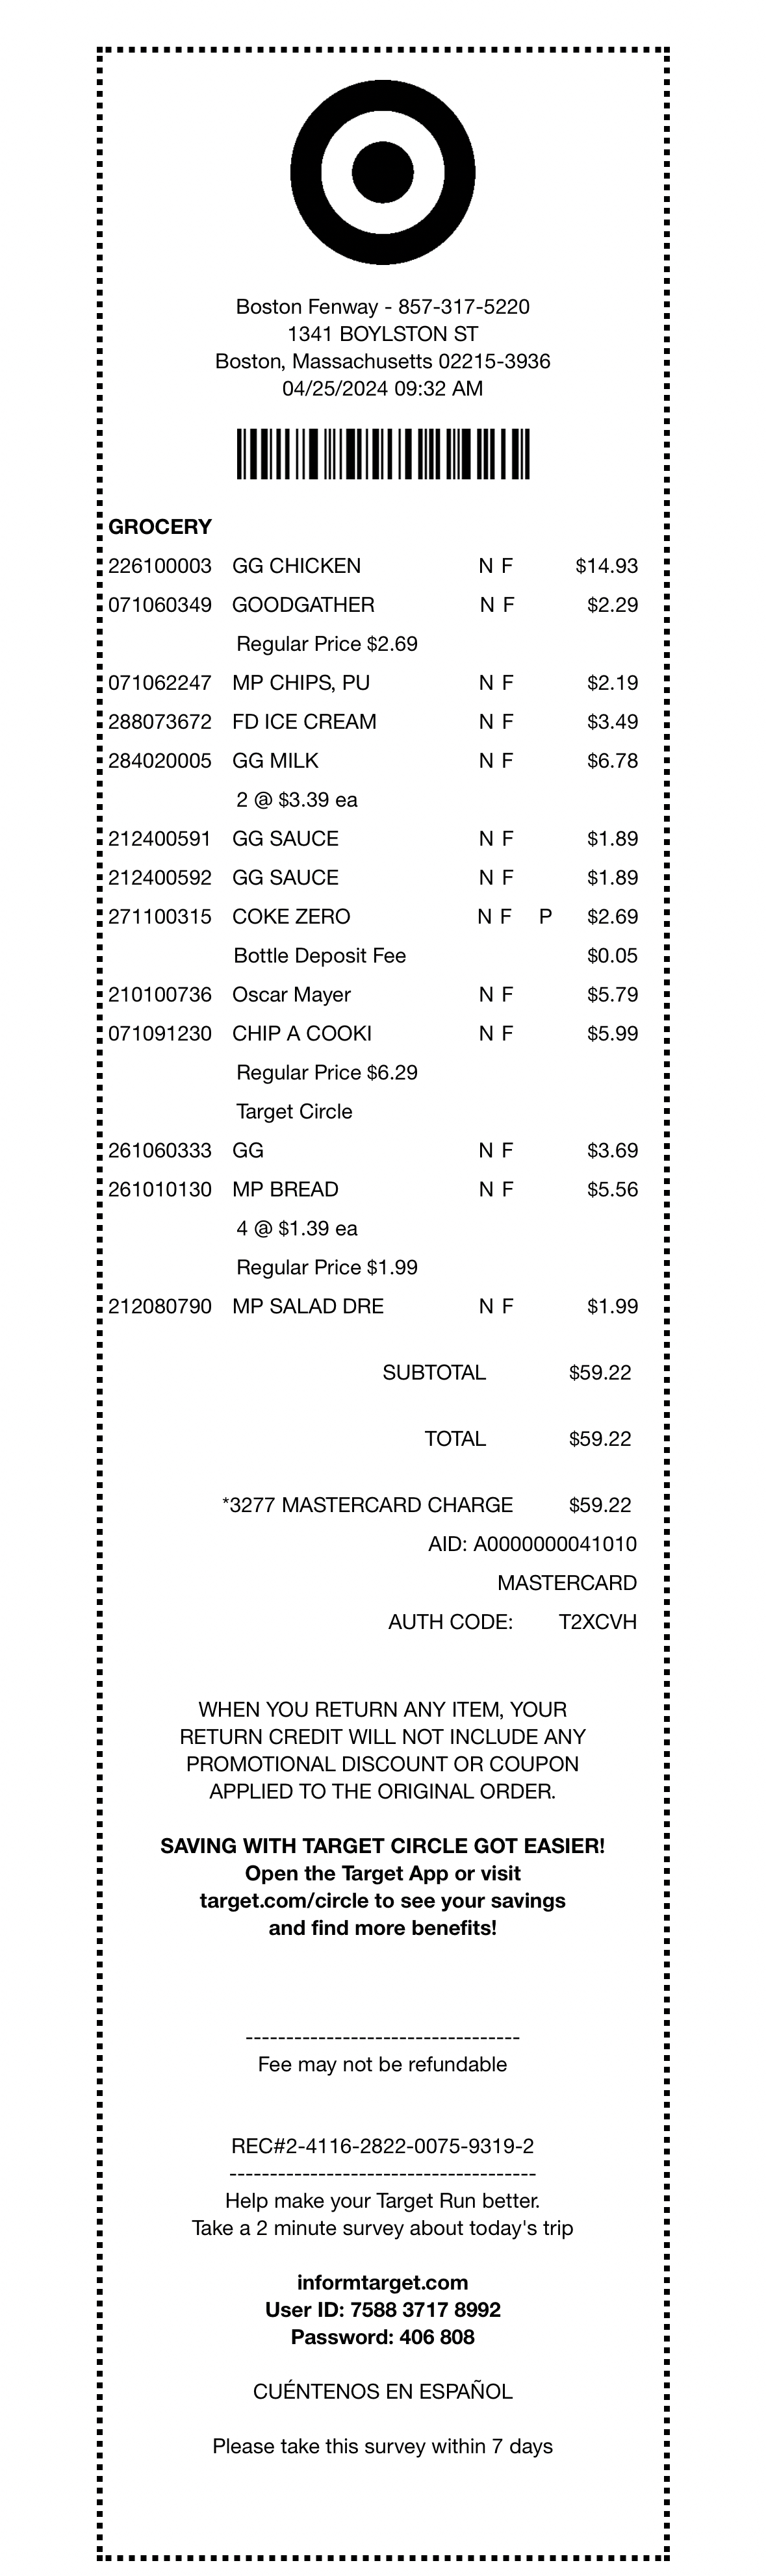 Boston Fenway - 857-317-5220
1341 BOYLSTON ST
Boston, Massachusetts 02215-3936
04/25/2024 09:32 AM
GROCERY
226100003 GG CHICKEN N F $14.93
071060349 GOODGATHER N F $2.29
Regular Price $2.69
071062247 MP CHIPS, PU N F $2.19
288073672 FD ICE CREAM N F $3.49
284020005 GG MILK N F $6.78
2 @ $3.39 ea
212400591 GG SAUCE N F $1.89
212400592 GG SAUCE N F $1.89
271100315 COKE ZERO N F P $2.69
Bottle Deposit Fee $0.05
210100736 Oscar Mayer N F $5.79
071091230 CHIP A COOKI N F $5.99
Regular Price $6.29
Target Circle
261060333 GG N F $3.69
261010130 MP BREAD N F $5.56
4 @ $1.39 ea
Regular Price $1.99
212080790 MP SALAD DRE N F $1.99
SUBTOTAL $59.22
TOTAL $59.22
*3277 MASTERCARD CHARGE $59.22
AID: A0000000041010
MASTERCARD
AUTH CODE: T2XCVH
WHEN YOU RETURN ANY ITEM, YOUR
RETURN CREDIT WILL NOT INCLUDE ANY
PROMOTIONAL DISCOUNT OR COUPON
APPLIED TO THE ORIGINAL ORDER.
SAVING WITH TARGET CIRCLE GOT EASIER!
Open the Target App or visit
target.com/circle to see your savings
and find more benefits!
----------------------------------
Fee may not be refundable
REC#2-4116-2822-0075-9319-2
--------------------------------------
Help make your Target Run better.
Take a 2 minute survey about today's trip
informtarget.com
User ID: 7588 3717 8992
Password: 406 808
CUÉNTENOS EN ESPAÑOL
Please take this survey within 7 days